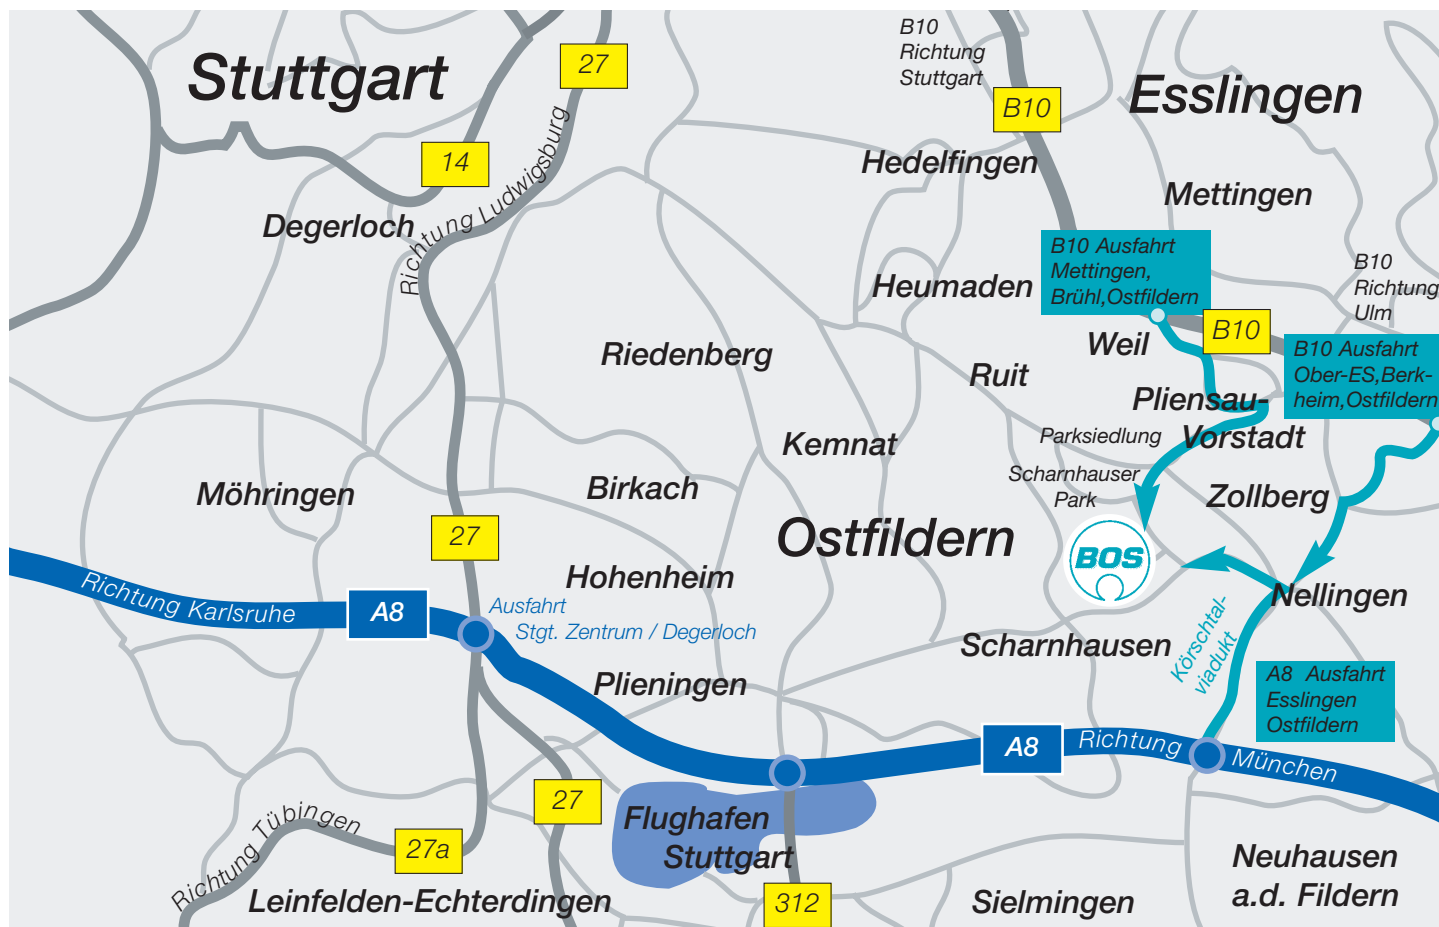 B10
Richtung
Stuttgart
Stuttgart
27
Esslingen
B10
14
Hedelfingen
Mettingen
Degerloch
Richtung Ludwigsburg
B10 Ausfahrt
Mettingen,
Brühl,Ostfildern
B10
Richtung
Ulm
Heumaden
Weil
B10
B10 Ausfahrt
Ober-ES,Berk-
heim,Ostfildern
Riedenberg
Ruit
Pliensau-
Vorstadt
Parksiedlung
Kemnat
Scharnhauser
Park
Möhringen
Birkach
Zollberg
27
Ostfildern
BOS
Hohenheim
Nellingen
Richtung Karlsruhe
A8
Ausfahrt
Stgt. Zentrum / Degerloch
Scharnhausen
Körschtal-
viadukt
Plieningen
A8 Ausfahrt
Esslingen
Ostfildern
A8
Richtung
München
27
Flughafen
Stuttgart
Richtung Tübingen
27a
Neuhausen
a.d. Fildern
Leinfelden-Echterdingen
312
Sielmingen